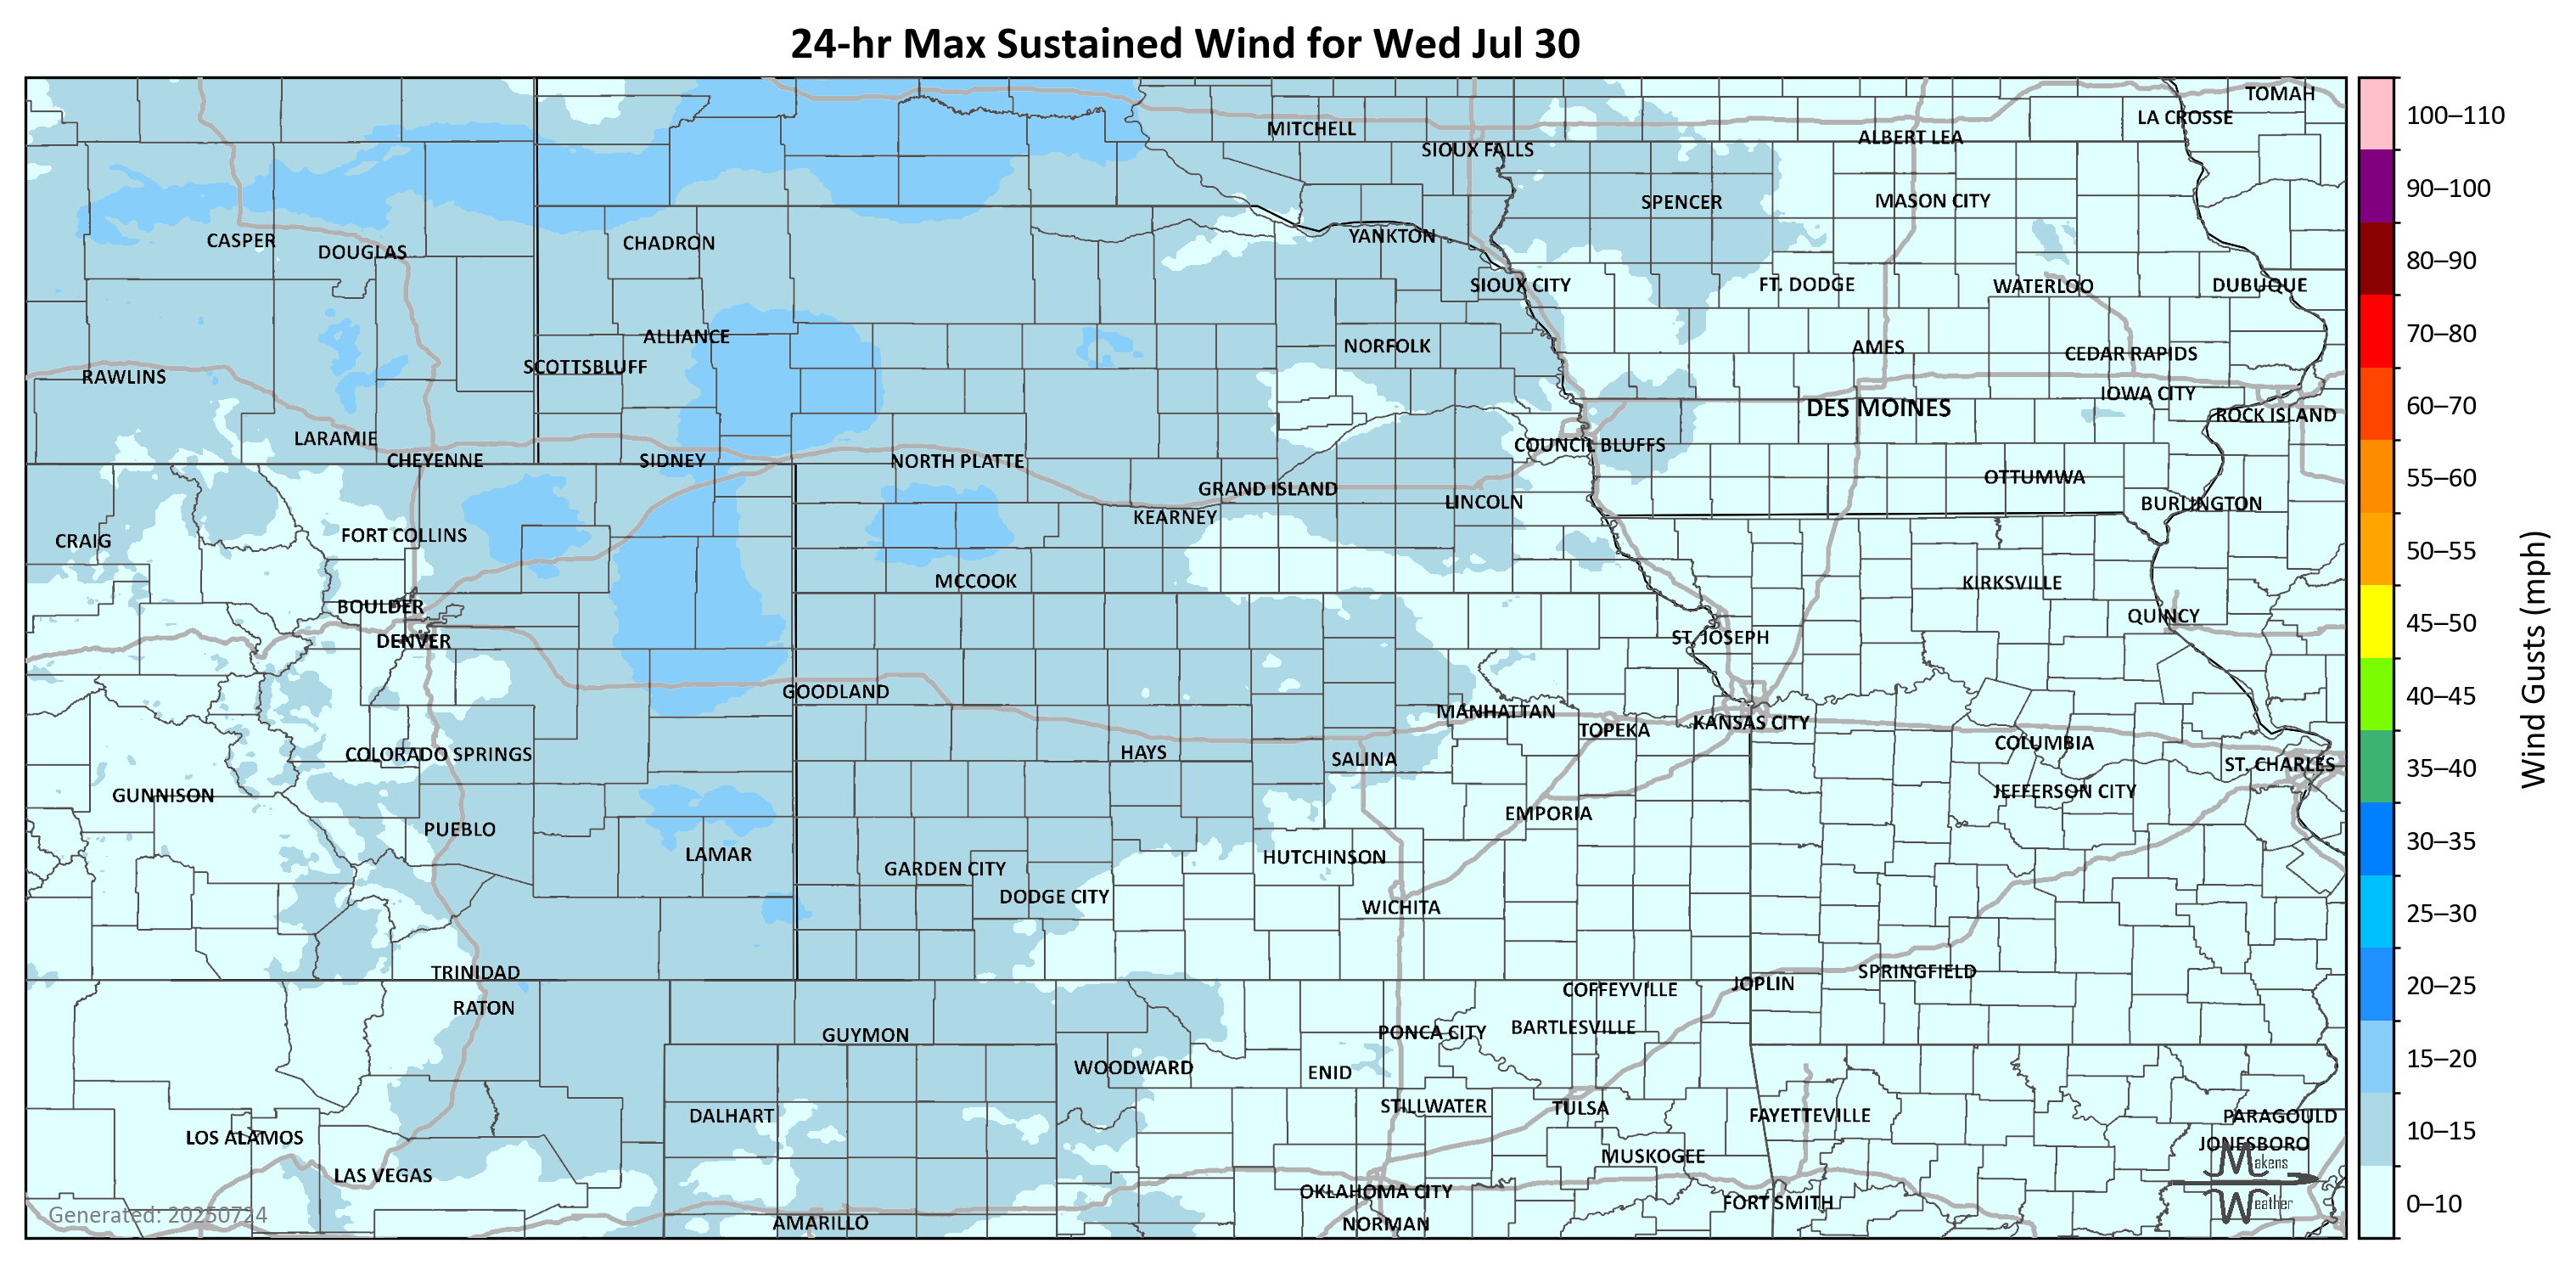 24-hr Max Sustained Wind for Wed Jul 30
TOMAH
LA CROSSE
MITCHELL
ALBERT LEA
SIOUX FALLS
SPENCER
MASON CITY
CASPER
DOUGLAS
CHADRON
YANKTON
SIOUX CITY
FT. DODGE
WATERLOO
DUBUQUE
ALLIANCE
NORFOLK
AMES
CEDAR RAPIDS
SCOTTSBLUFF
RAWLINS
IOWA CITY
DES MOINES
ROCK ISLAND
LARAMIE
COUNCIL BLUFFS
CHEYENNE
SIDNEY
NORTH PLATTE
OTTUMWA
GRAND ISLAND
LINCOLN
BURLINGTON
KEARNEY
CRAIG
FORT COLLINS
MCCOOK
KIRKSVILLE
BOULDER
QUINCY
DENVER
ST. JOSEPH
GOODLAND
MANHATTAN
TOPEKA
KANSAS CITY
COLORADO SPRINGS
HAYS
SALINA
COLUMBIA
ST. CHARLES
GUNNISON
JEFFERSON CITY
PUEBLO
EMPORIA
LAMAR
HUTCHINSON
GARDEN CITY
DODGE CITY
WICHITA
TRINIDAD
SPRINGFIELD
JOPLIN
COFFEYVILLE
RATON
GUYMON
PONCA CITY
BARTLESVILLE
WOODWARD
ENID
DALHART
STILLWATER
TULSA
FAYETTEVILLE
PARAGOULD
LOS ALAMOS
JONESBORO
LAS VEGAS
MUSKOGEE
OKLAHOMA CITY
FORT SMITH
AMARILLO
NORMAN
Generated: 20250724
Makens
Weather
100–110
90–100
80–90
70–80
60–70
55–60
50–55
45–50
40–45
35–40
30–35
25–30
20–25
15–20
10–15
0–10
Wind Gusts (mph)